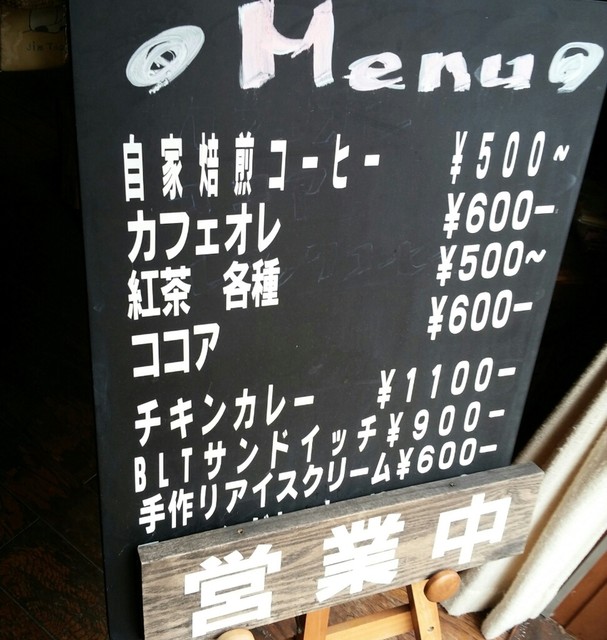 Menu
自家焙煎コーヒー ¥500~
カフェオレ ¥600-
紅茶 各種 ¥500~
ココア ¥600-
チキンカレー ¥1100-
BLTサンドイッチ ¥900-
手作リアイスクリーム ¥600-
営業中